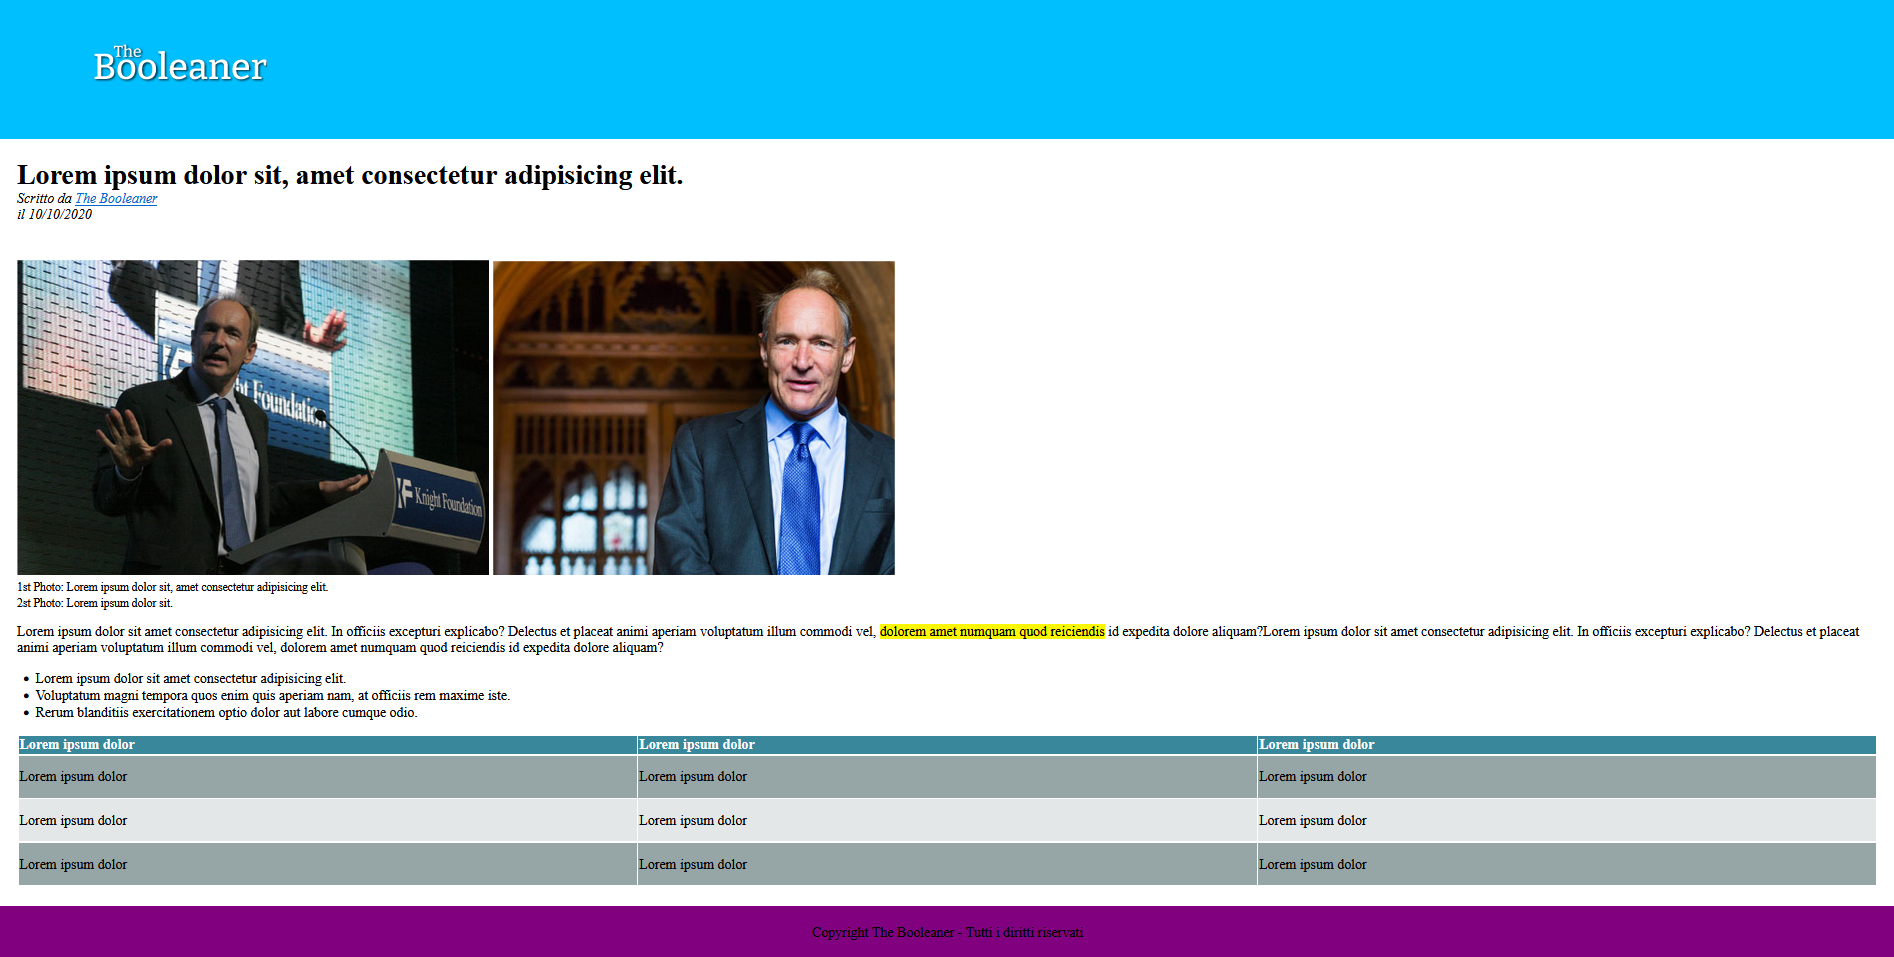 The
Booleaner
Lorem ipsum dolor sit, amet consectetur adipisicing elit.
Scritto da The Booleaner
il 10/10/2020
ht Foundatio
Knight Foundation
1st Photo: Lorem ipsum dolor sit, amet consectetur adipisicing elit.
2st Photo: Lorem ipsum dolor sit.
Lorem ipsum dolor sit amet consectetur adipisicing elit. In officiis excepturi explicabo? Delectus et placeat animi aperiam voluptatum illum commodi vel, dolorem amet numquam quod reiciendis id expedita dolore aliquam?Lorem ipsum dolor sit amet consectetur adipisicing elit. In officiis excepturi explicabo? Delectus et placeat
animi aperiam voluptatum illum commodi vel, dolorem amet numquam quod reiciendis id expedita dolore aliquam?
• Lorem ipsum dolor sit amet consectetur adipisicing elit.
• Voluptatum magni tempora quos enim quis aperiam nam, at officiis rem maxime iste.
• Rerum blanditiis exercitationem optio dolor aut labore cumque odio.
Lorem ipsum dolor Lorem ipsum dolor Lorem ipsum dolor
Lorem ipsum dolor Lorem ipsum dolor Lorem ipsum dolor
Lorem ipsum dolor Lorem ipsum dolor Lorem ipsum dolor
Lorem ipsum dolor Lorem ipsum dolor Lorem ipsum dolor
Copyright The Booleaner - Tutti i diritti riservati